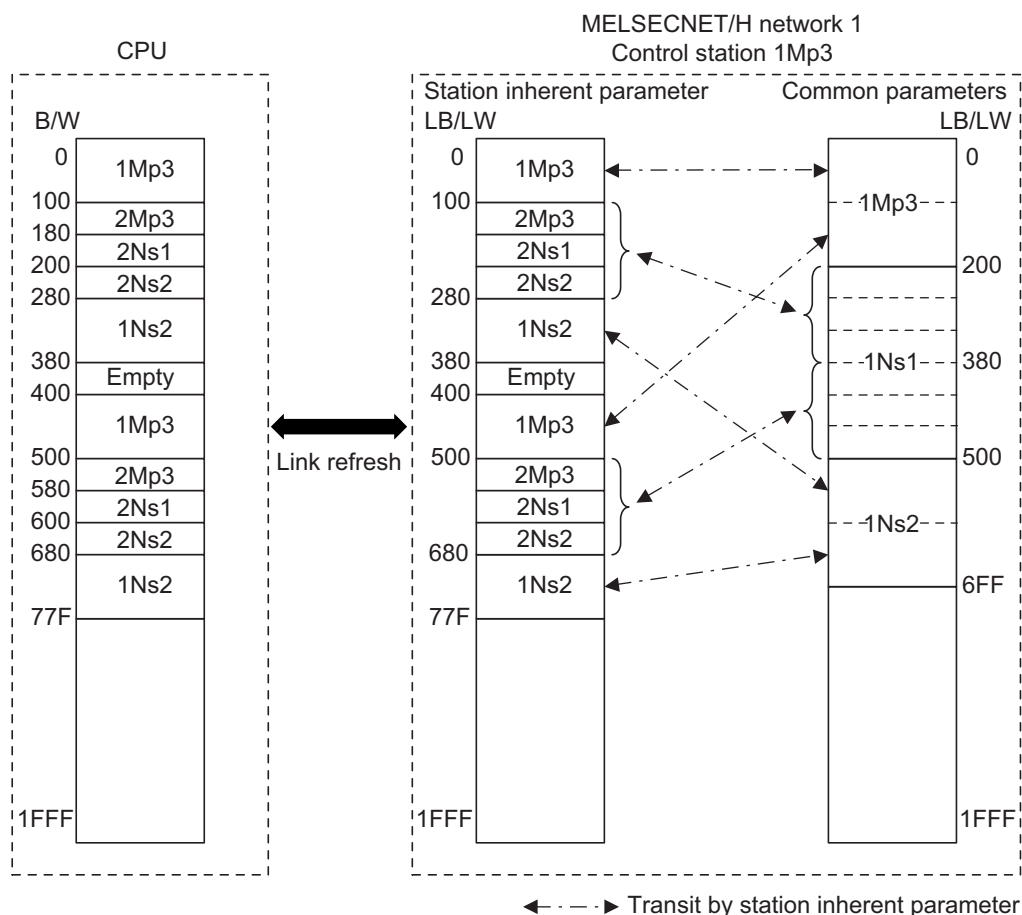 MELSECNET/H network 1
CPU
Control station 1Mp3
Station inherent parameter
Common parameters
B/W
LB/LW
LB/LW
0
1Mp3
0
1Mp3
0
100
100
1Mp3
2Mp3
2Mp3
180
2Ns1
2Ns1
200
200
2Ns2
2Ns2
280
280
1Ns2
1Ns2
380
380
1Ns1
380
Empty
Empty
400
400
1Mp3
1Mp3
500
Link refresh
500
500
2Mp3
2Mp3
580
2Ns1
2Ns1
600
1Ns2
2Ns2
2Ns2
680
680
1Ns2
1Ns2
6FF
77F
77F
1FFF
1FFF
1FFF
Transit by station inherent parameter